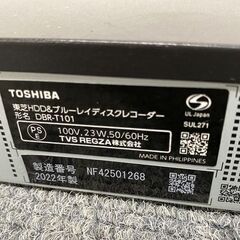 TOSHIBA
東芝HDD&ブルーレイディスクレコーダー
形名 DBR-T101
PS
E
100V, 23W, 50/60Hz
TVS REGZA株式会社
UL Japan
SUL271
MADE IN PHILIPPINES
製造番号 NF42501268
2022年製